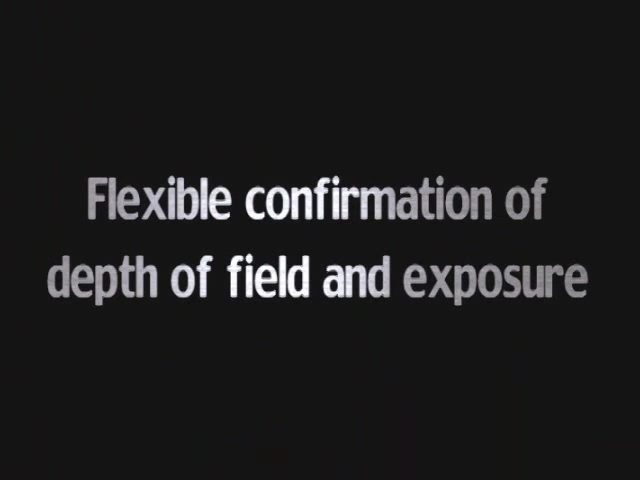 Flexible confirmation of
depth of field and exposure